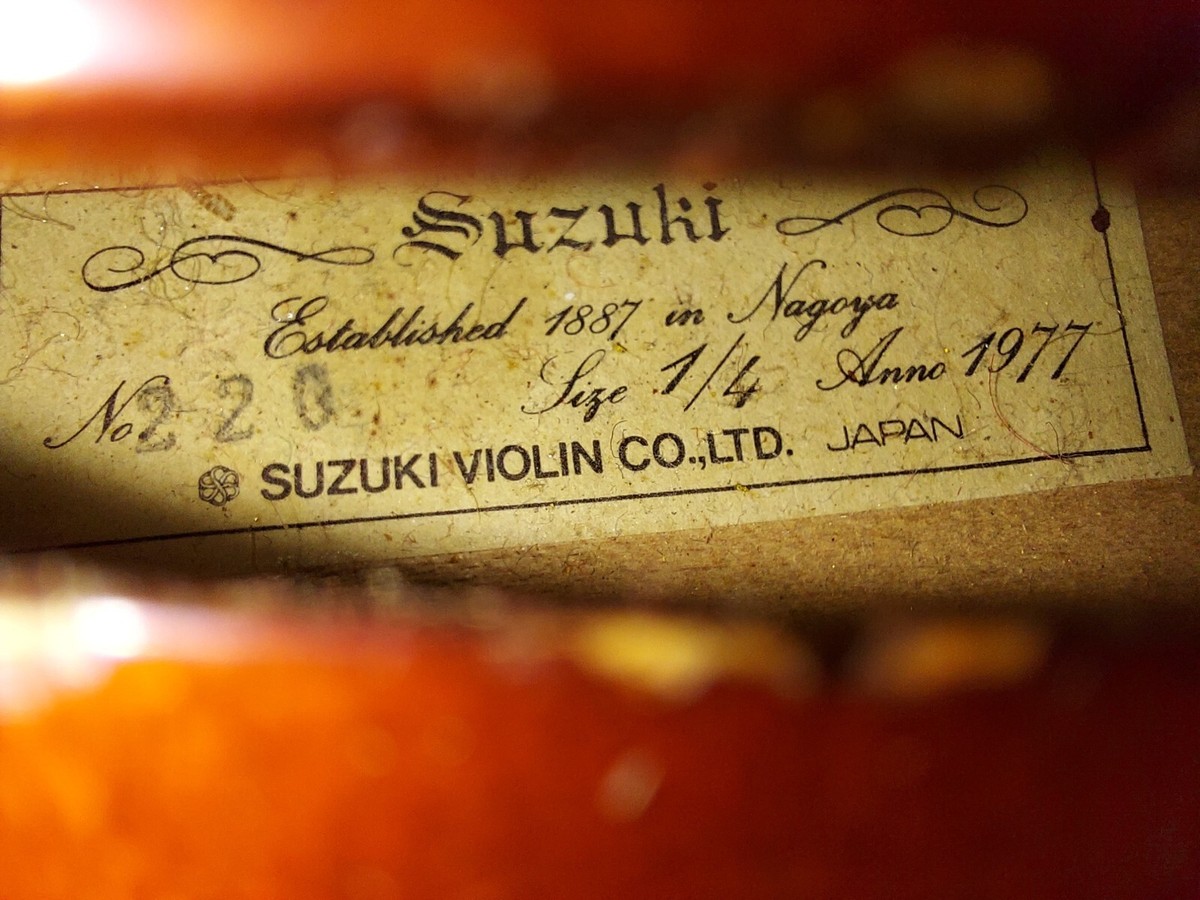 Suzuki
Established 1887 in Nagoya
Size 1/4 Anno 1977
No 220
SUZUKI VIOLIN CO.,LTD. JAPAN